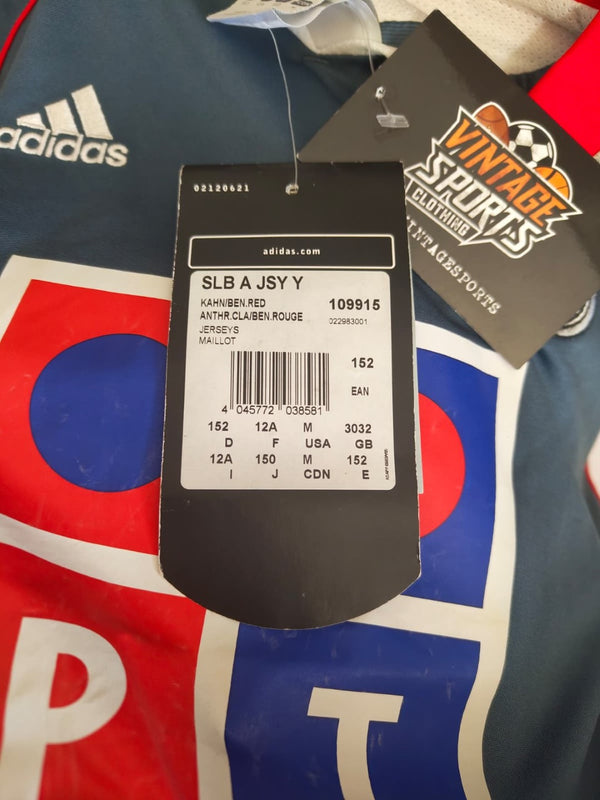 adidas
VINTAGE
SPORTS
CLOTHING
VINTAGESPORTS
02120621
adidas.com
SLB A JSY Y
KAHN/BEN.RED 109915
ANTHR.CLA/BEN.ROUGE 022983001
JERSEYS
MAILLOT
152
EAN
4 045772 038581
152 12A M 3032
D F USA GB
12A 150 M 152
I J CDN E
P T